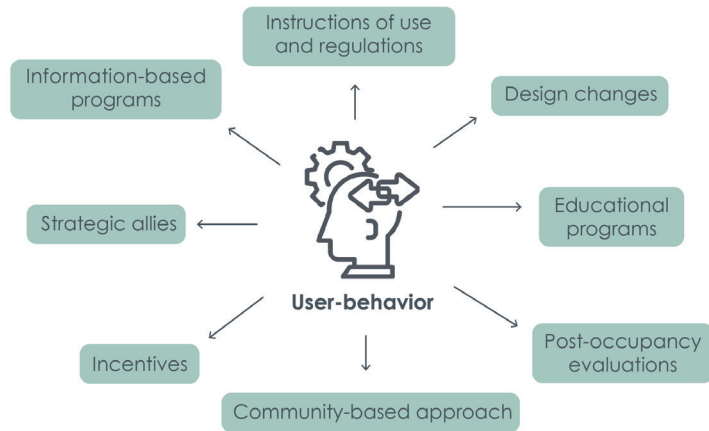 Instructions of use
and regulations
Information-based
programs
Design changes
Strategic allies
Educational
programs
User-behavior
Incentives
Post-occupancy
evaluations
Community-based approach